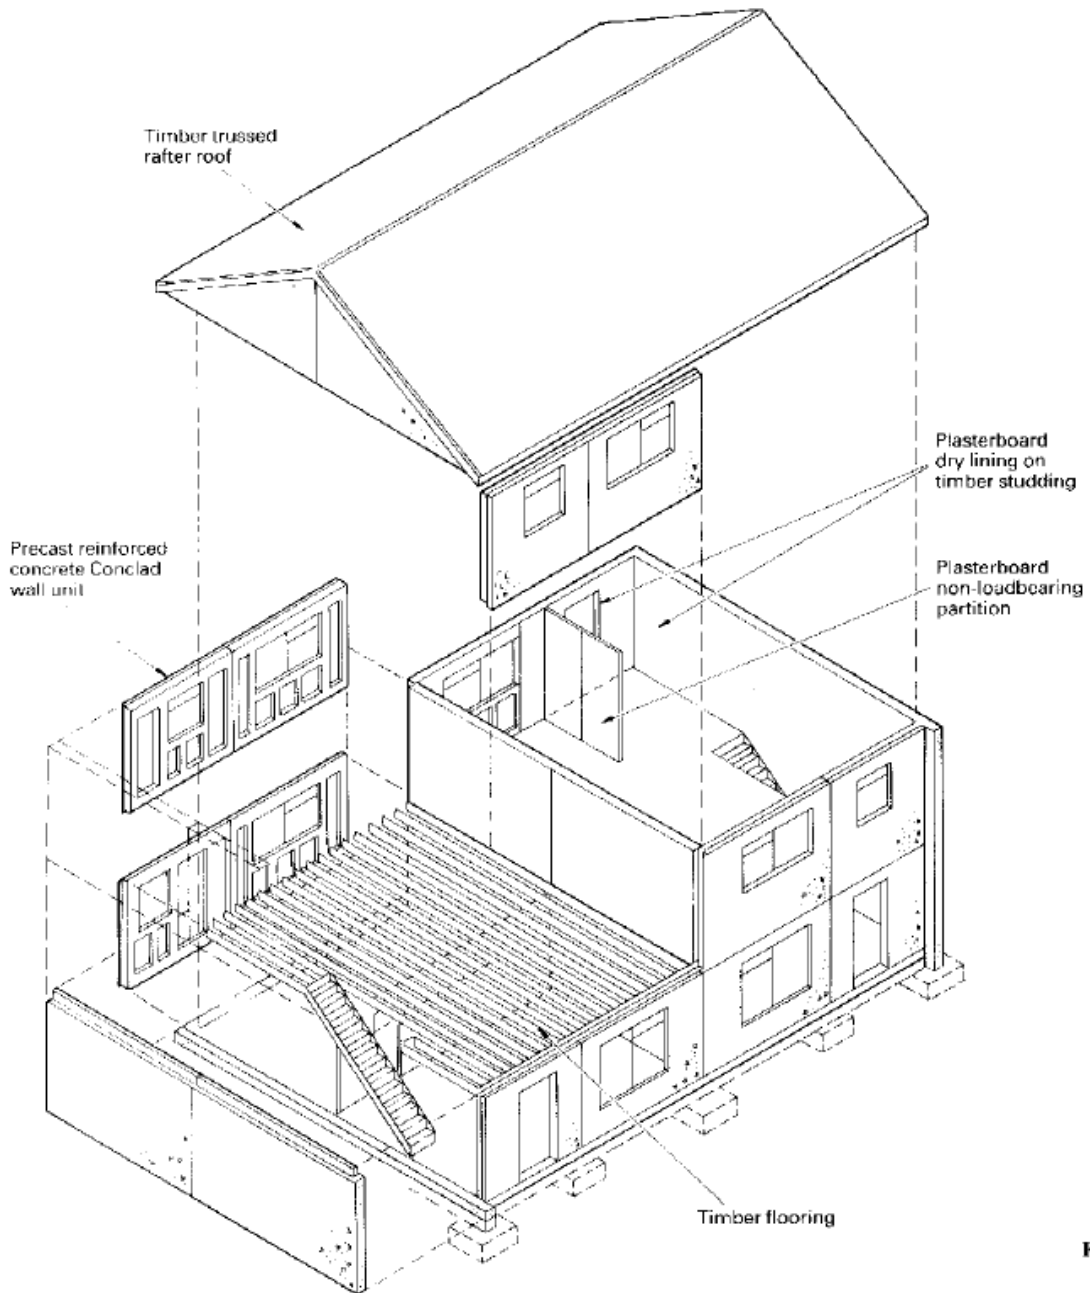 Timber trussed
rafter roof
Plasterboard
dry lining on
timber studding
Precast reinforced
concrete Conclad
wall unit
Plasterboard
non-loadbearing
partition
Timber flooring